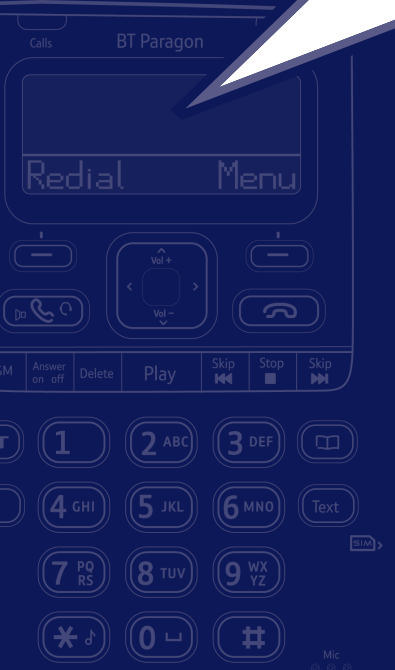 Calls BT Paragon
Redial Menu
Vol +
Vol –
Answer on off
Delete
Play
Skip
Stop
Skip
1
2 ABC
3 DEF
4 GHI
5 JKL
6 MNO
Text
SIM
7 PQ RS
8 TUV
9 WX YZ
* 0 #
Mic